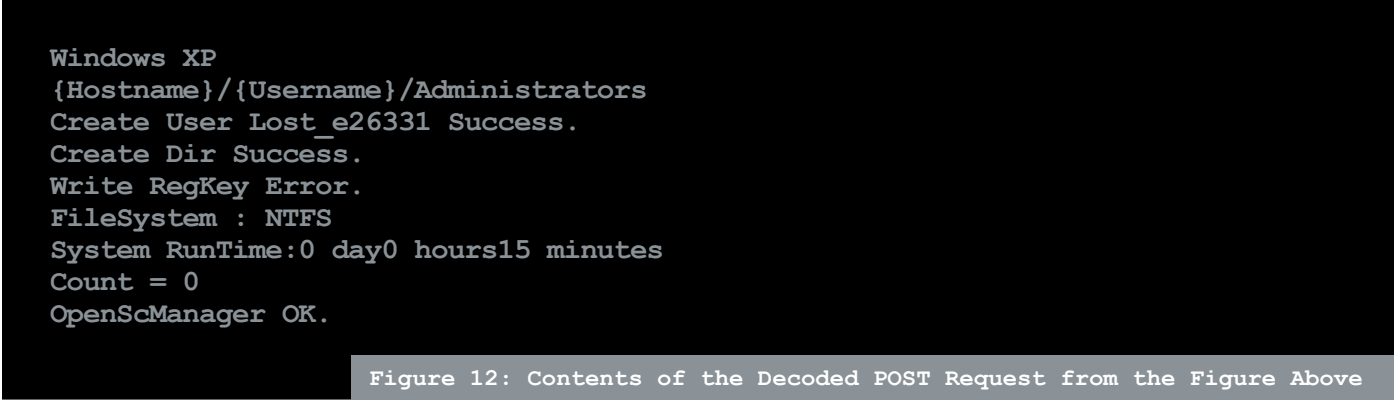 Windows XP
{Hostname}/{Username}/Administrators
Create User Lost_e26331 Success.
Create Dir Success.
Write RegKey Error.
FileSystem : NTFS
System RunTime:0 day0 hours15 minutes
Count = 0
OpenScManager OK.
Figure 12: Contents of the Decoded POST Request from the Figure Above